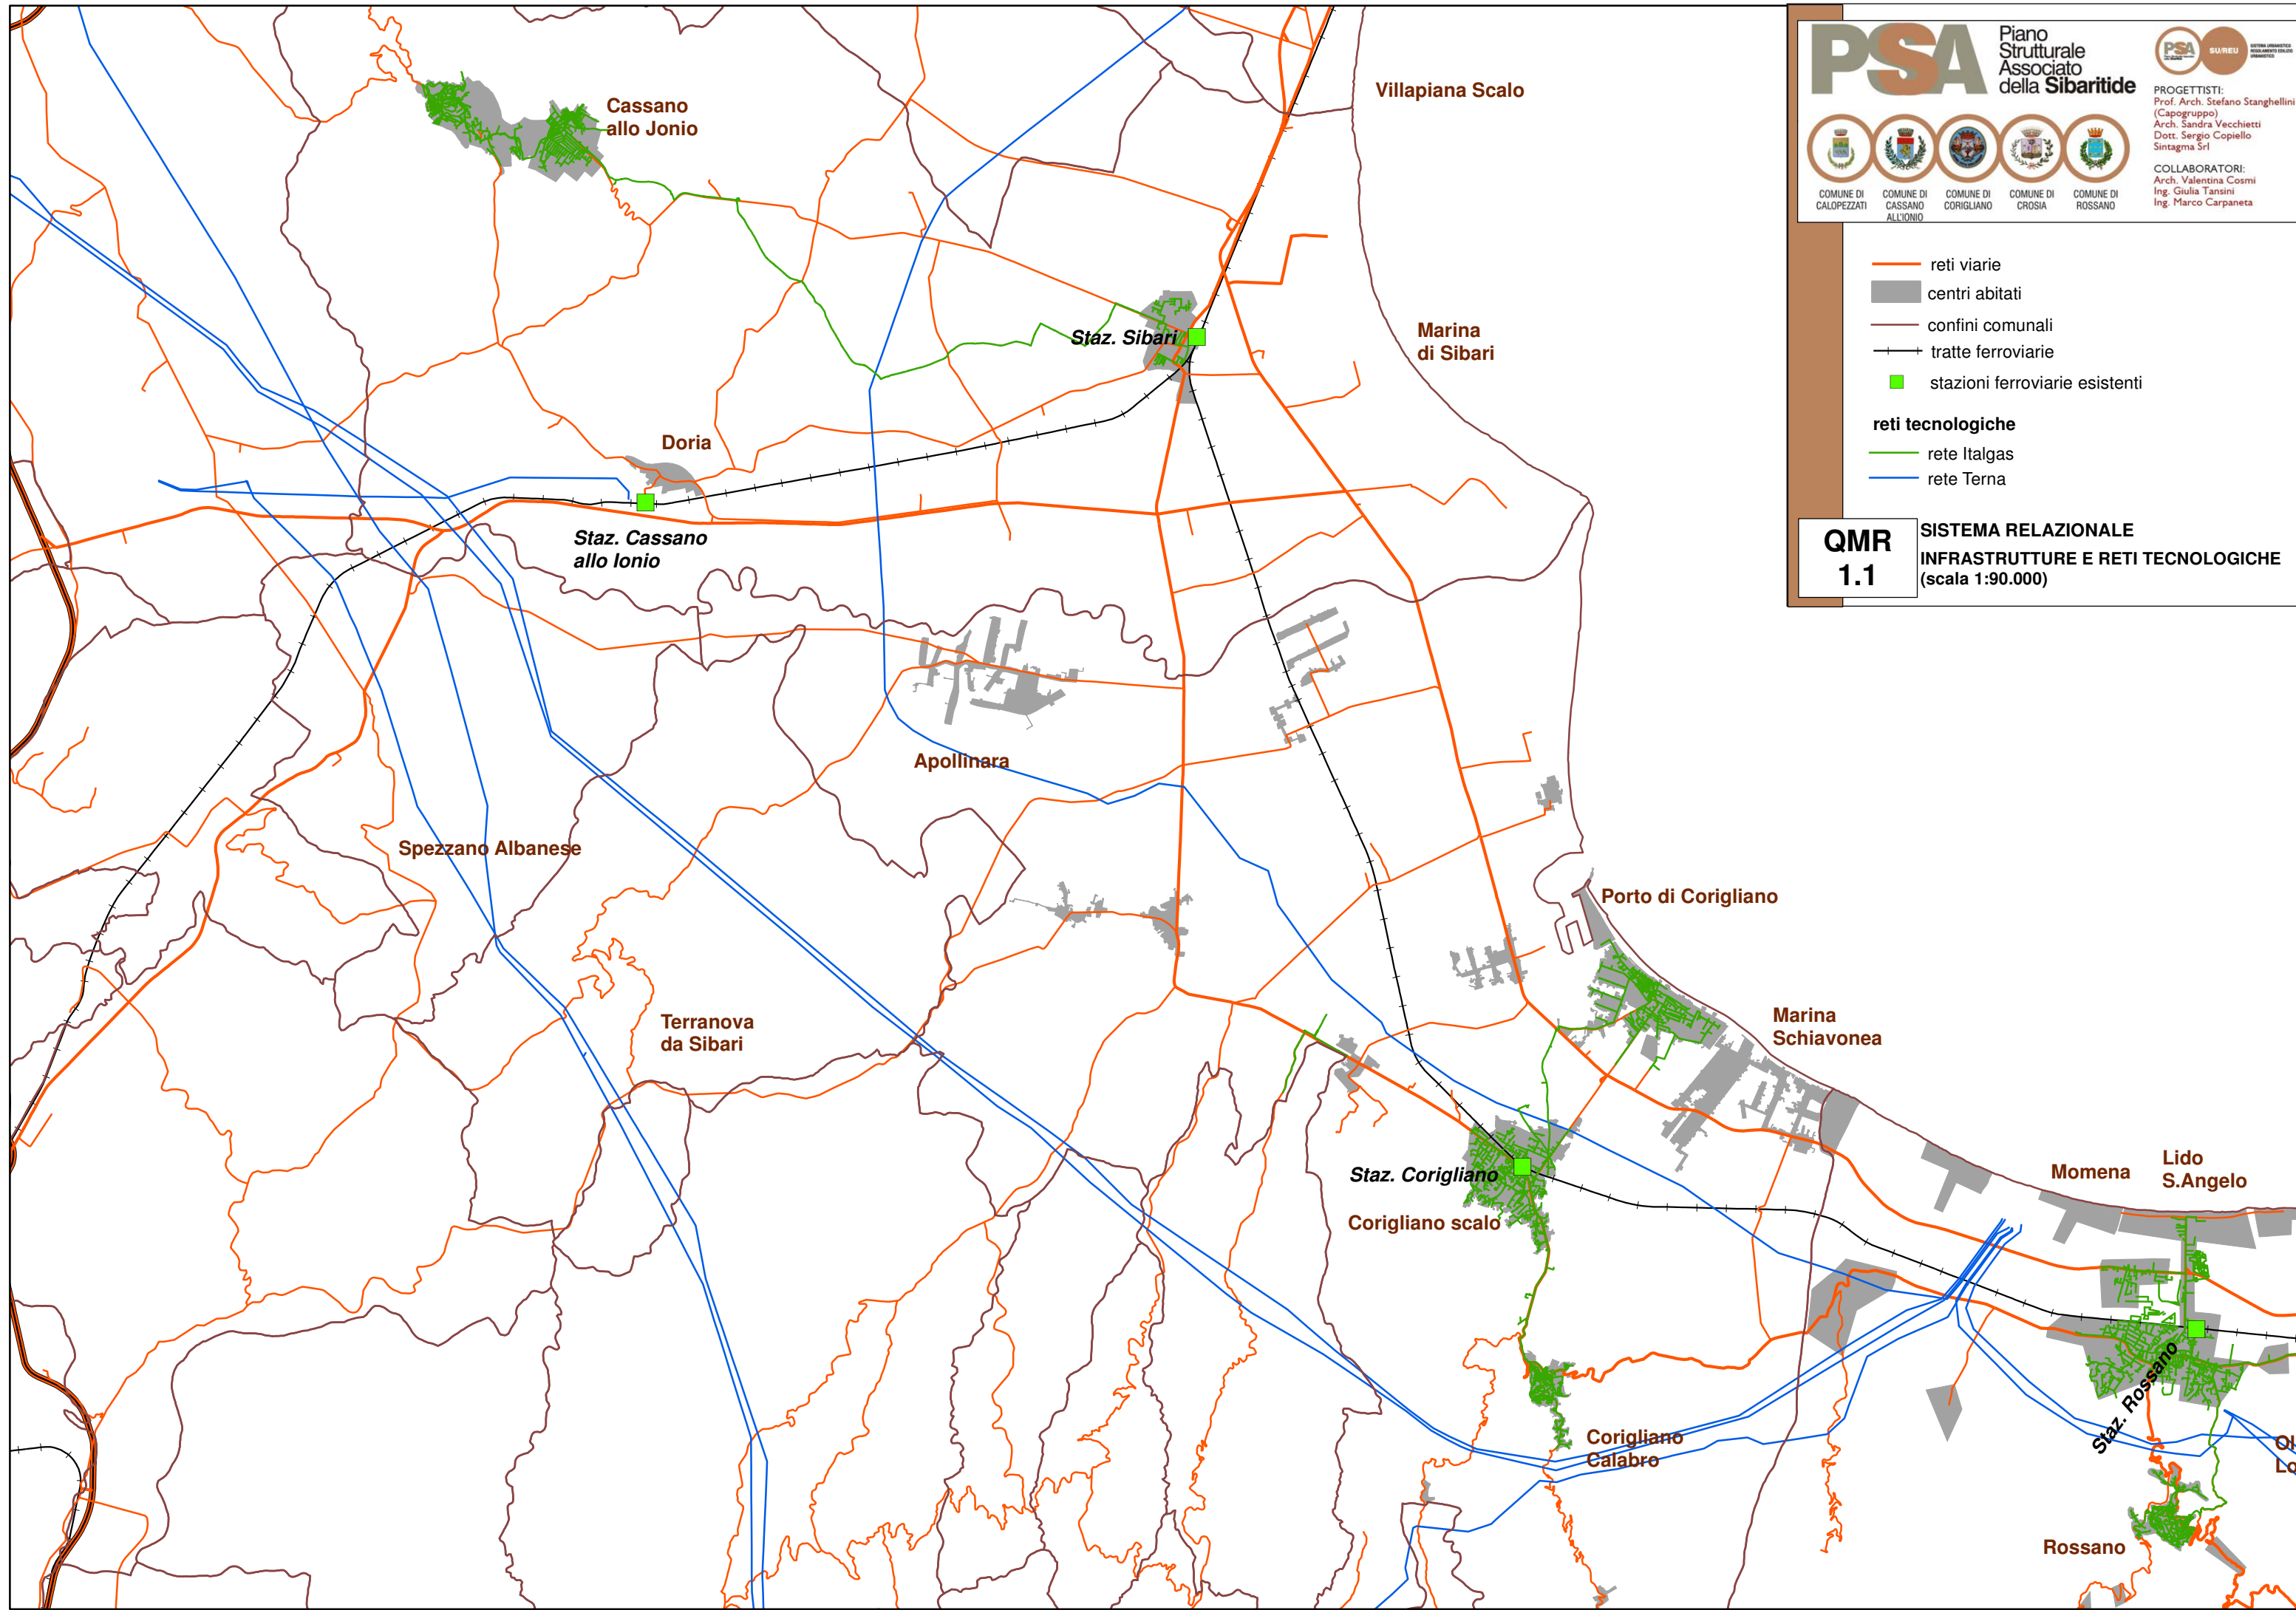 Cassano
allo Jonio
Villapiana Scalo
Staz. Sibari
Marina
di Sibari
Doria
Staz. Cassano
allo Ionio
Apollinara
Spezzano Albanese
Porto di Corigliano
Terranova
da Sibari
Marina
Schiavonea
Staz. Corigliano
Corigliano scalo
Momena
Lido
S.Angelo
Corigliano
Calabro
Staz. Rossano
Rossano
Ol
Lo
PSA
Piano
Strutturale
Associato
della Sibaritide
PSA
SU/REU
PROGETTISTI:
Prof. Arch. Stefano Stanghellini
(Capogruppo)
Arch. Sandra Vecchietti
Dott. Sergio Copiello
Sintagma Srl
COLLABORATORI:
Arch. Valentina Cosmi
Ing. Giulia Tansini
Ing. Marco Carpaneta
COMUNE DI
CALOPEZZATI
COMUNE DI
CASSANO
ALL'IONIO
COMUNE DI
CORIGLIANO
COMUNE DI
CROSIA
COMUNE DI
ROSSANO
reti viarie
centri abitati
confini comunali
tratte ferroviarie
stazioni ferroviarie esistenti
reti tecnologiche
rete Italgas
rete Terna
QMR
1.1
SISTEMA RELAZIONALE
INFRASTRUTTURE E RETI TECNOLOGICHE
(scala 1:90.000)